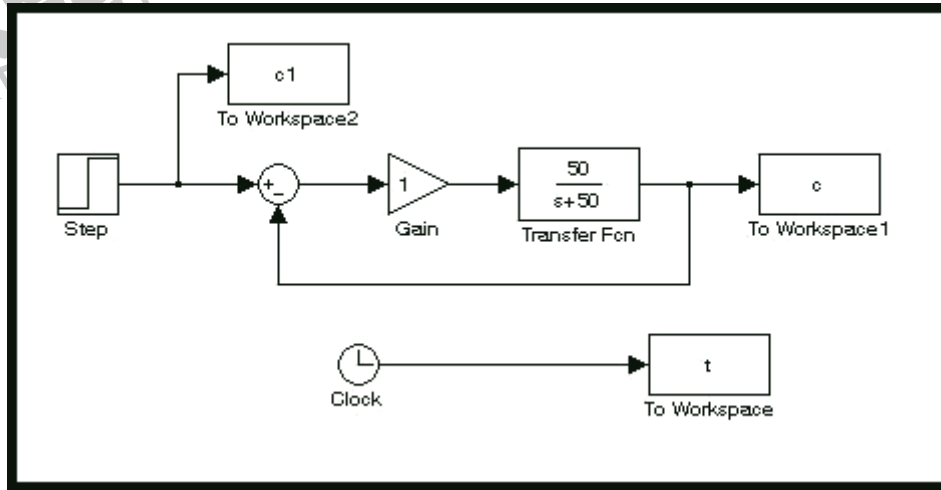 c1
To Workspace2
Step
+
-
1
Gain
50
s+50
Transfer Fcn
c
To Workspace1
Clock
t
To Workspace